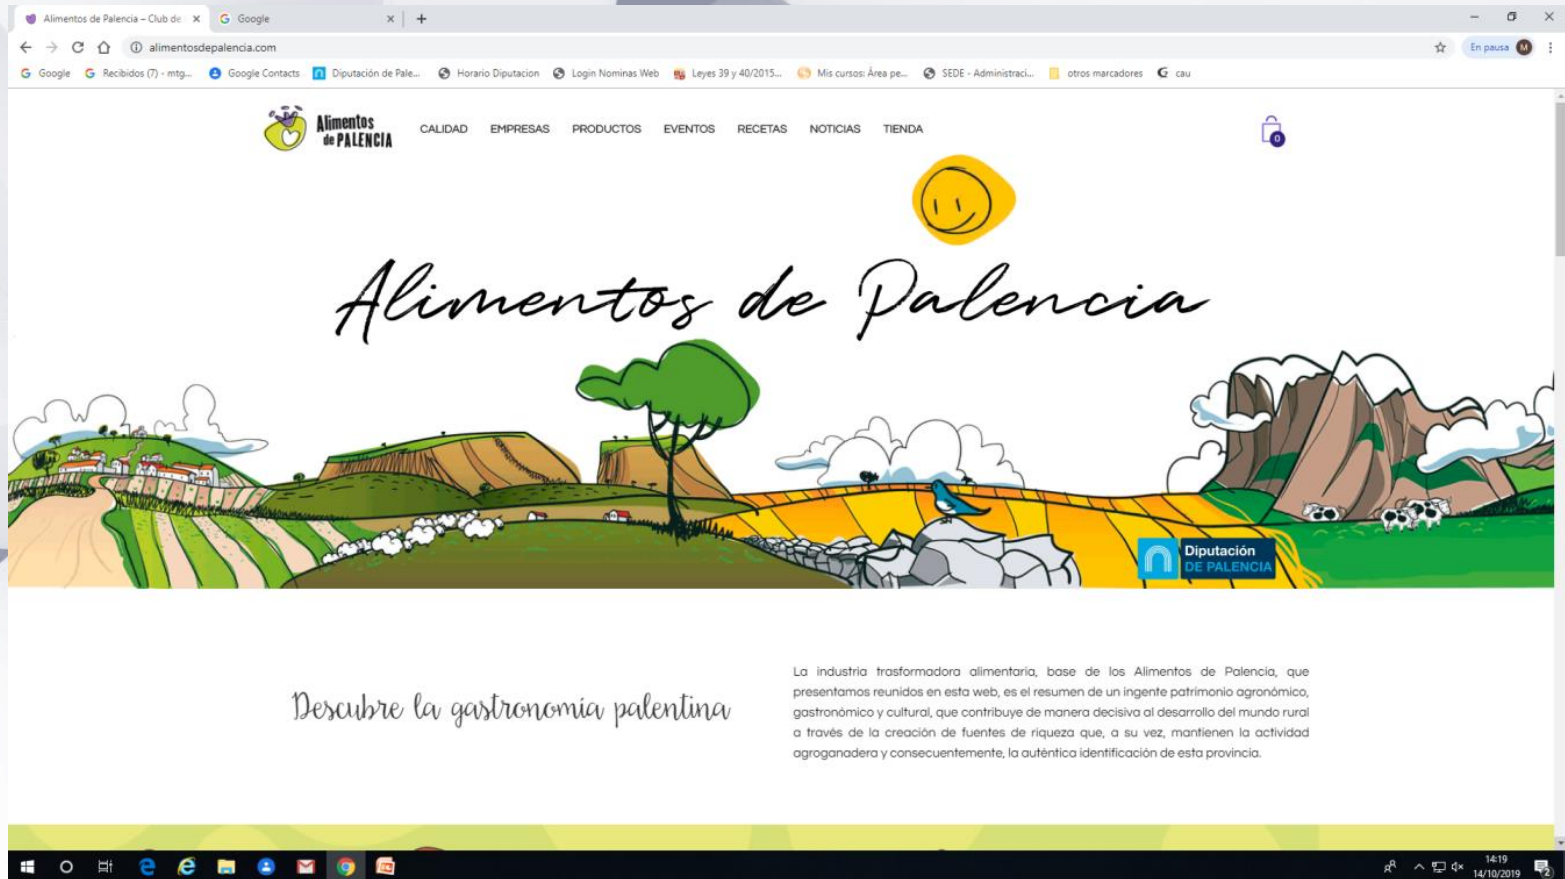 Alimentos de Palencia – Club de
Google
alimentosdepalencia.com
En pausa M
Google
Recibidos (7) - mtg...
Google Contacts
Diputación de Pale...
Horario Diputacion
Login Nominas Web
Leyes 39 y 40/2015...
Mis cursos: Área pe...
SEDE - Administraci...
otros marcadores
cau
Alimentos
de PALENCIA
CALIDAD
EMPRESAS
PRODUCTOS
EVENTOS
RECETAS
NOTICIAS
TIENDA
0
Alimentos de Palencia
Diputación
DE PALENCIA
Descubre la gastronomía palentina
La industria trasformadora alimentaria, base de los Alimentos de Palencia, que
presentamos reunidos en esta web, es el resumen de un ingente patrimonio agronómico,
gastronómico y cultural, que contribuye de manera decisiva al desarrollo del mundo rural
a través de la creación de fuentes de riqueza que, a su vez, mantienen la actividad
agroganadera y consecuentemente, la auténtica identificación de esta provincia.
14:19
14/10/2019
2